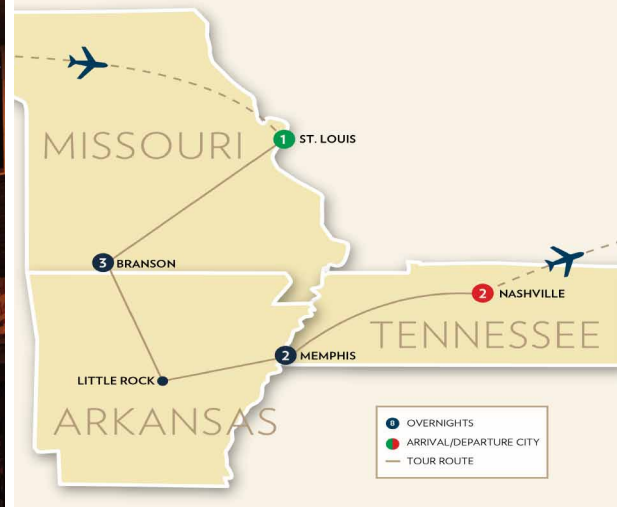 MISSOURI
1 ST. LOUIS
3 BRANSON
2 NASHVILLE
TENNESSEE
2 MEMPHIS
LITTLE ROCK
ARKANSAS
8 OVERNIGHTS
ARRIVAL/DEPARTURE CITY
TOUR ROUTE